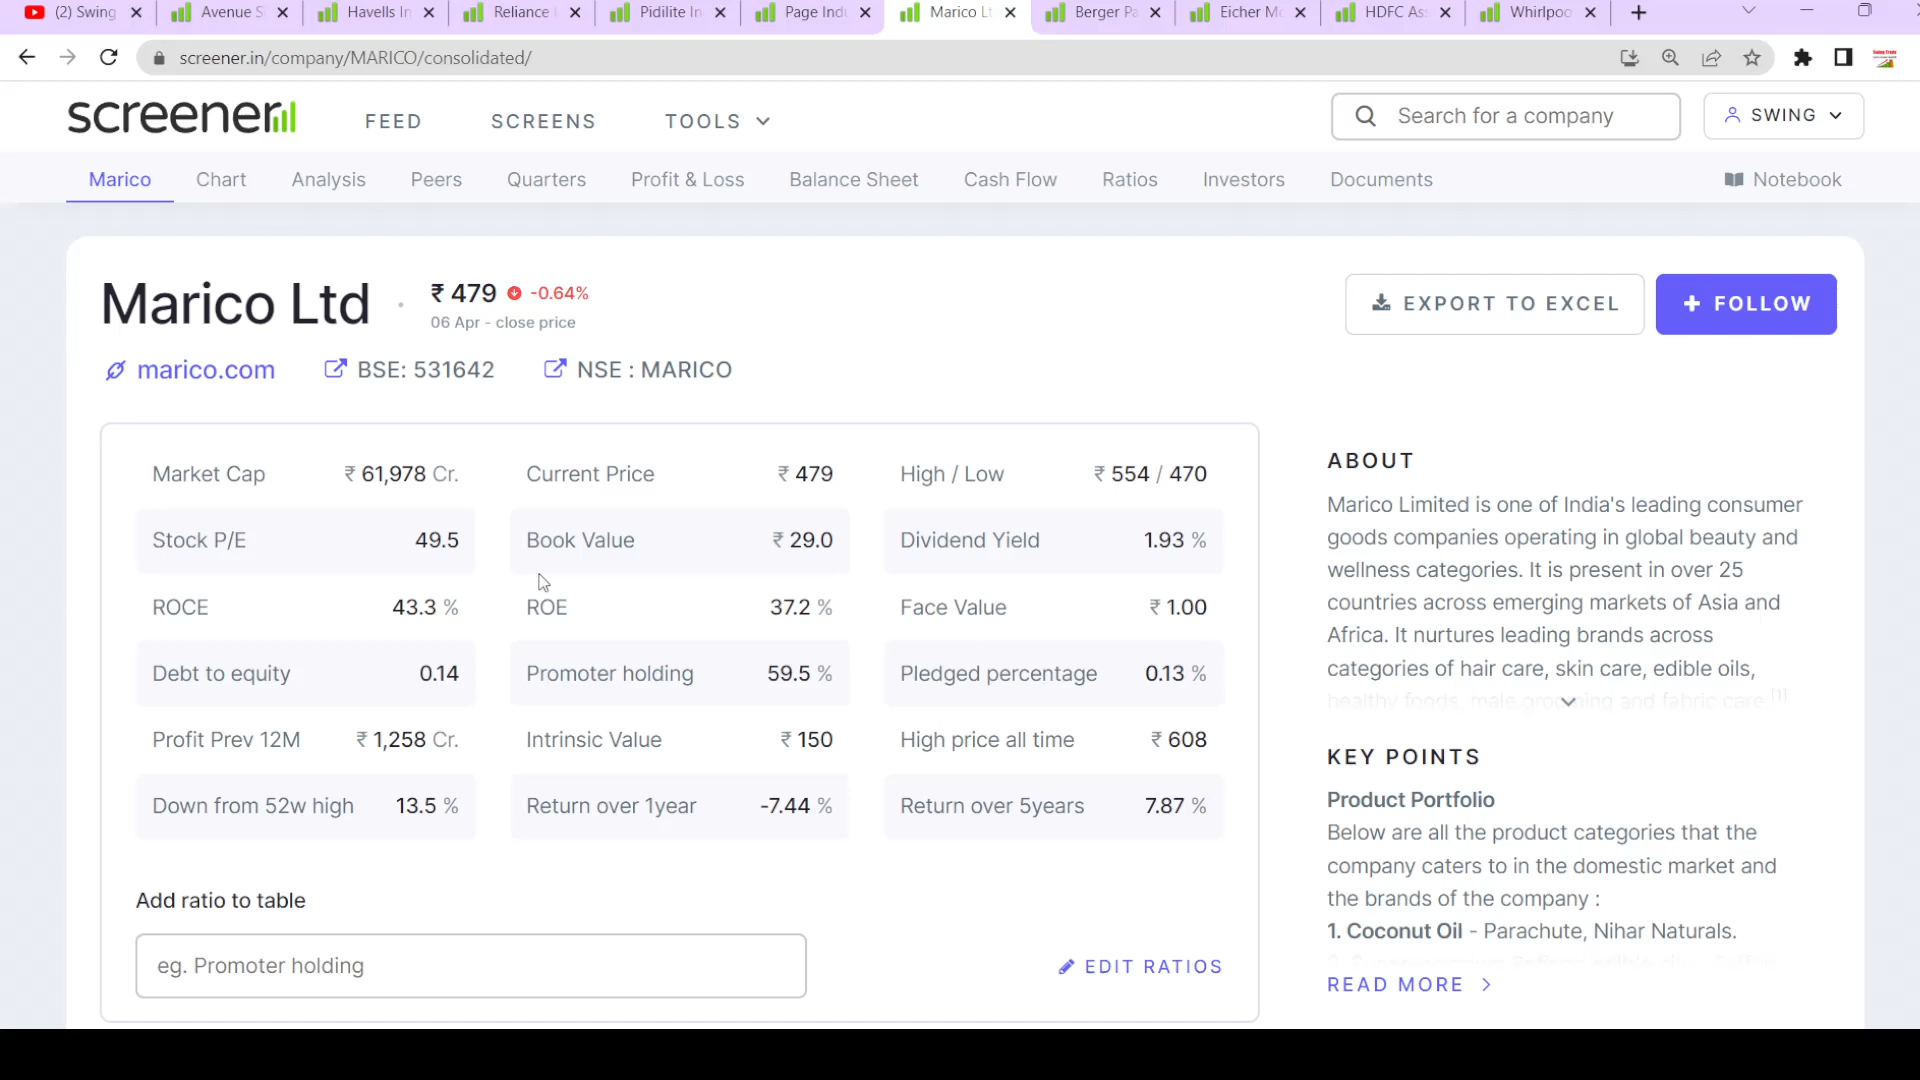 (2) Swing
Avenue S
Havells In
Reliance I
Pidilite In
Page Indu
Marico Lt
Berger Pa
Eicher Mo
HDFC Ass
Whirlpoo
screener.in/company/MARICO/consolidated/
screener
FEED
SCREENS
TOOLS
Search for a company
SWING
Marico
Chart
Analysis
Peers
Quarters
Profit & Loss
Balance Sheet
Cash Flow
Ratios
Investors
Documents
Notebook
Marico Ltd
₹ 479 -0.64%
06 Apr - close price
EXPORT TO EXCEL
FOLLOW
marico.com
BSE: 531642
NSE : MARICO
Market Cap ₹ 61,978 Cr.
Current Price ₹ 479
High / Low ₹ 554 / 470
Stock P/E 49.5
Book Value ₹ 29.0
Dividend Yield 1.93 %
ROCE 43.3 %
ROE 37.2 %
Face Value ₹ 1.00
Debt to equity 0.14
Promoter holding 59.5 %
Pledged percentage 0.13 %
Profit Prev 12M ₹ 1,258 Cr.
Intrinsic Value ₹ 150
High price all time ₹ 608
Down from 52w high 13.5 %
Return over 1year -7.44 %
Return over 5years 7.87 %
Add ratio to table
eg. Promoter holding
EDIT RATIOS
ABOUT
Marico Limited is one of India's leading consumer
goods companies operating in global beauty and
wellness categories. It is present in over 25
countries across emerging markets of Asia and
Africa. It nurtures leading brands across
categories of hair care, skin care, edible oils,
healthy foods, male grooming and fabric care.[1]
KEY POINTS
Product Portfolio
Below are all the product categories that the
company caters to in the domestic market and
the brands of the company :
1. Coconut Oil - Parachute, Nihar Naturals.
READ MORE